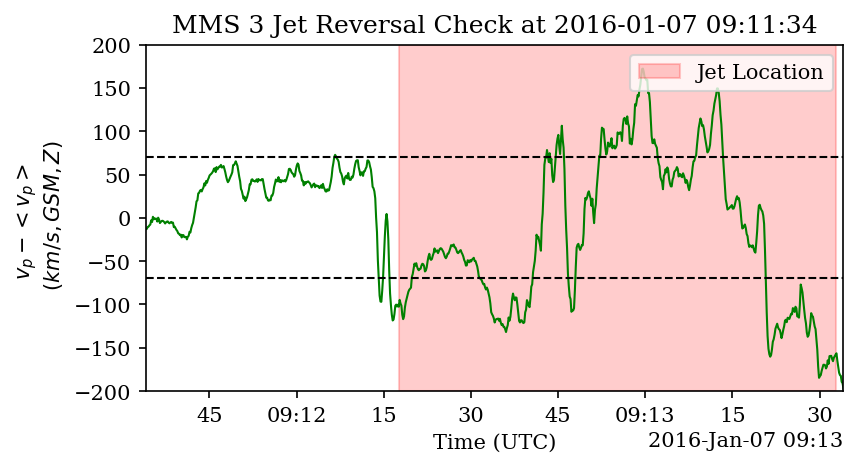 MMS 3 Jet Reversal Check at 2016-01-07 09:11:34
v_p − <v_p>
(km/s, GSM, Z)
200
150
100
50
0
−50
−100
−150
−200
Jet Location
45 09:12 15 30 45 09:13 15 30
Time (UTC)
2016-Jan-07 09:13